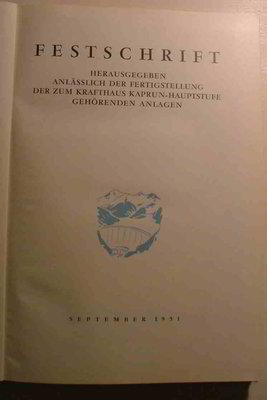 FESTSCHRIFT
HERAUSGEGEBEN
ANLÄSSLICH DER FERTIGSTELLUNG
DER ZUM KRAFTHAUS KAPRUN-HAUPTSTUFE
GEHÖRENDEN ANLAGEN
SEPTEMBER 1951